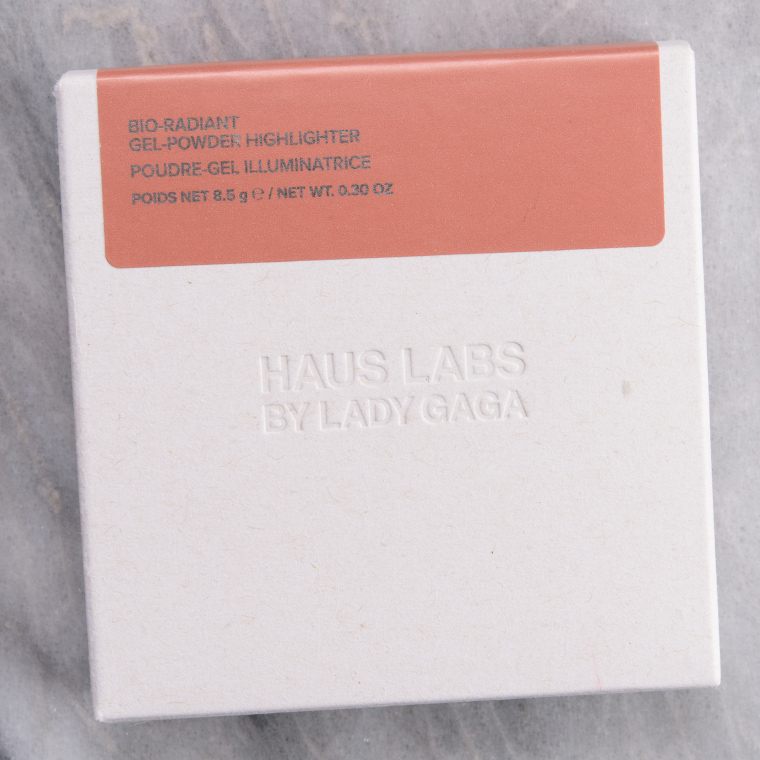 BIO-RADIANT
GEL-POWDER HIGHLIGHTER
POUDRE-GEL ILLUMINATRICE
POIDS NET 8.5 g ℮ / NET WT. 0.30 OZ
HAUS LABS
BY LADY GAGA